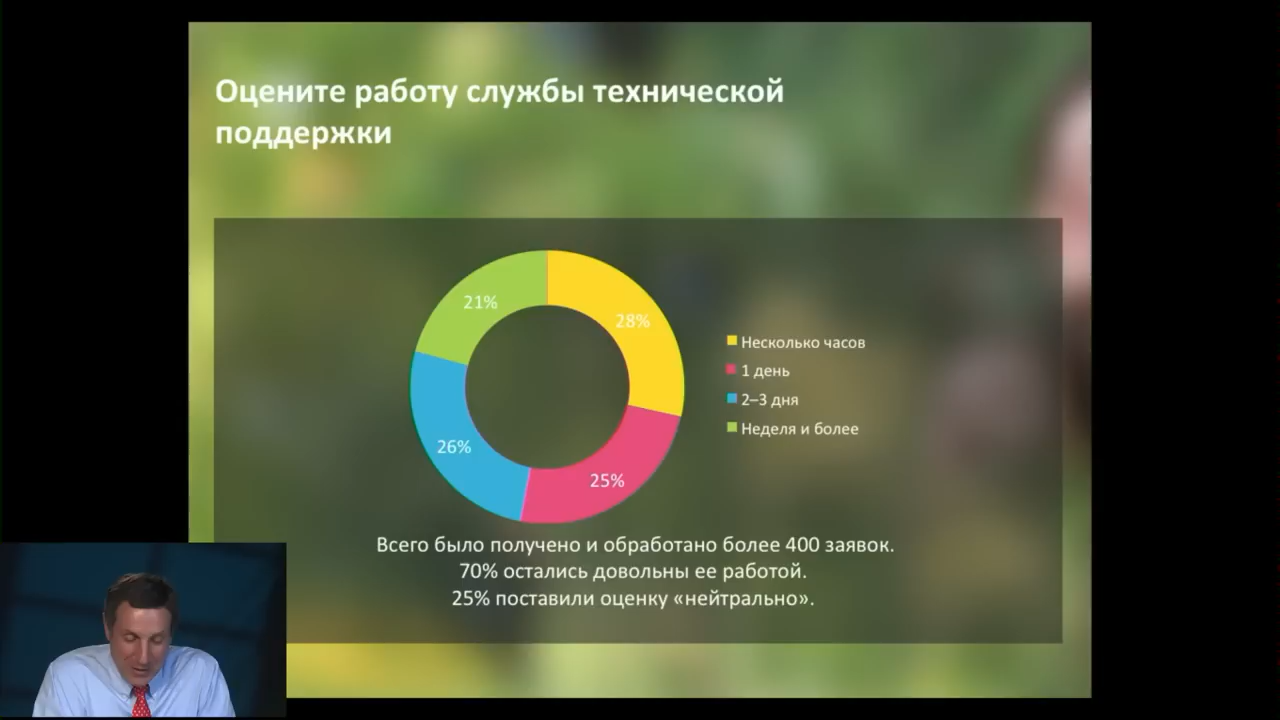 Оцените работу службы технической
поддержки
21%
28%
26%
25%
Несколько часов
1 день
2–3 дня
Неделя и более
Всего было получено и обработано более 400 заявок.
70% остались довольны ее работой.
25% поставили оценку «нейтрально».